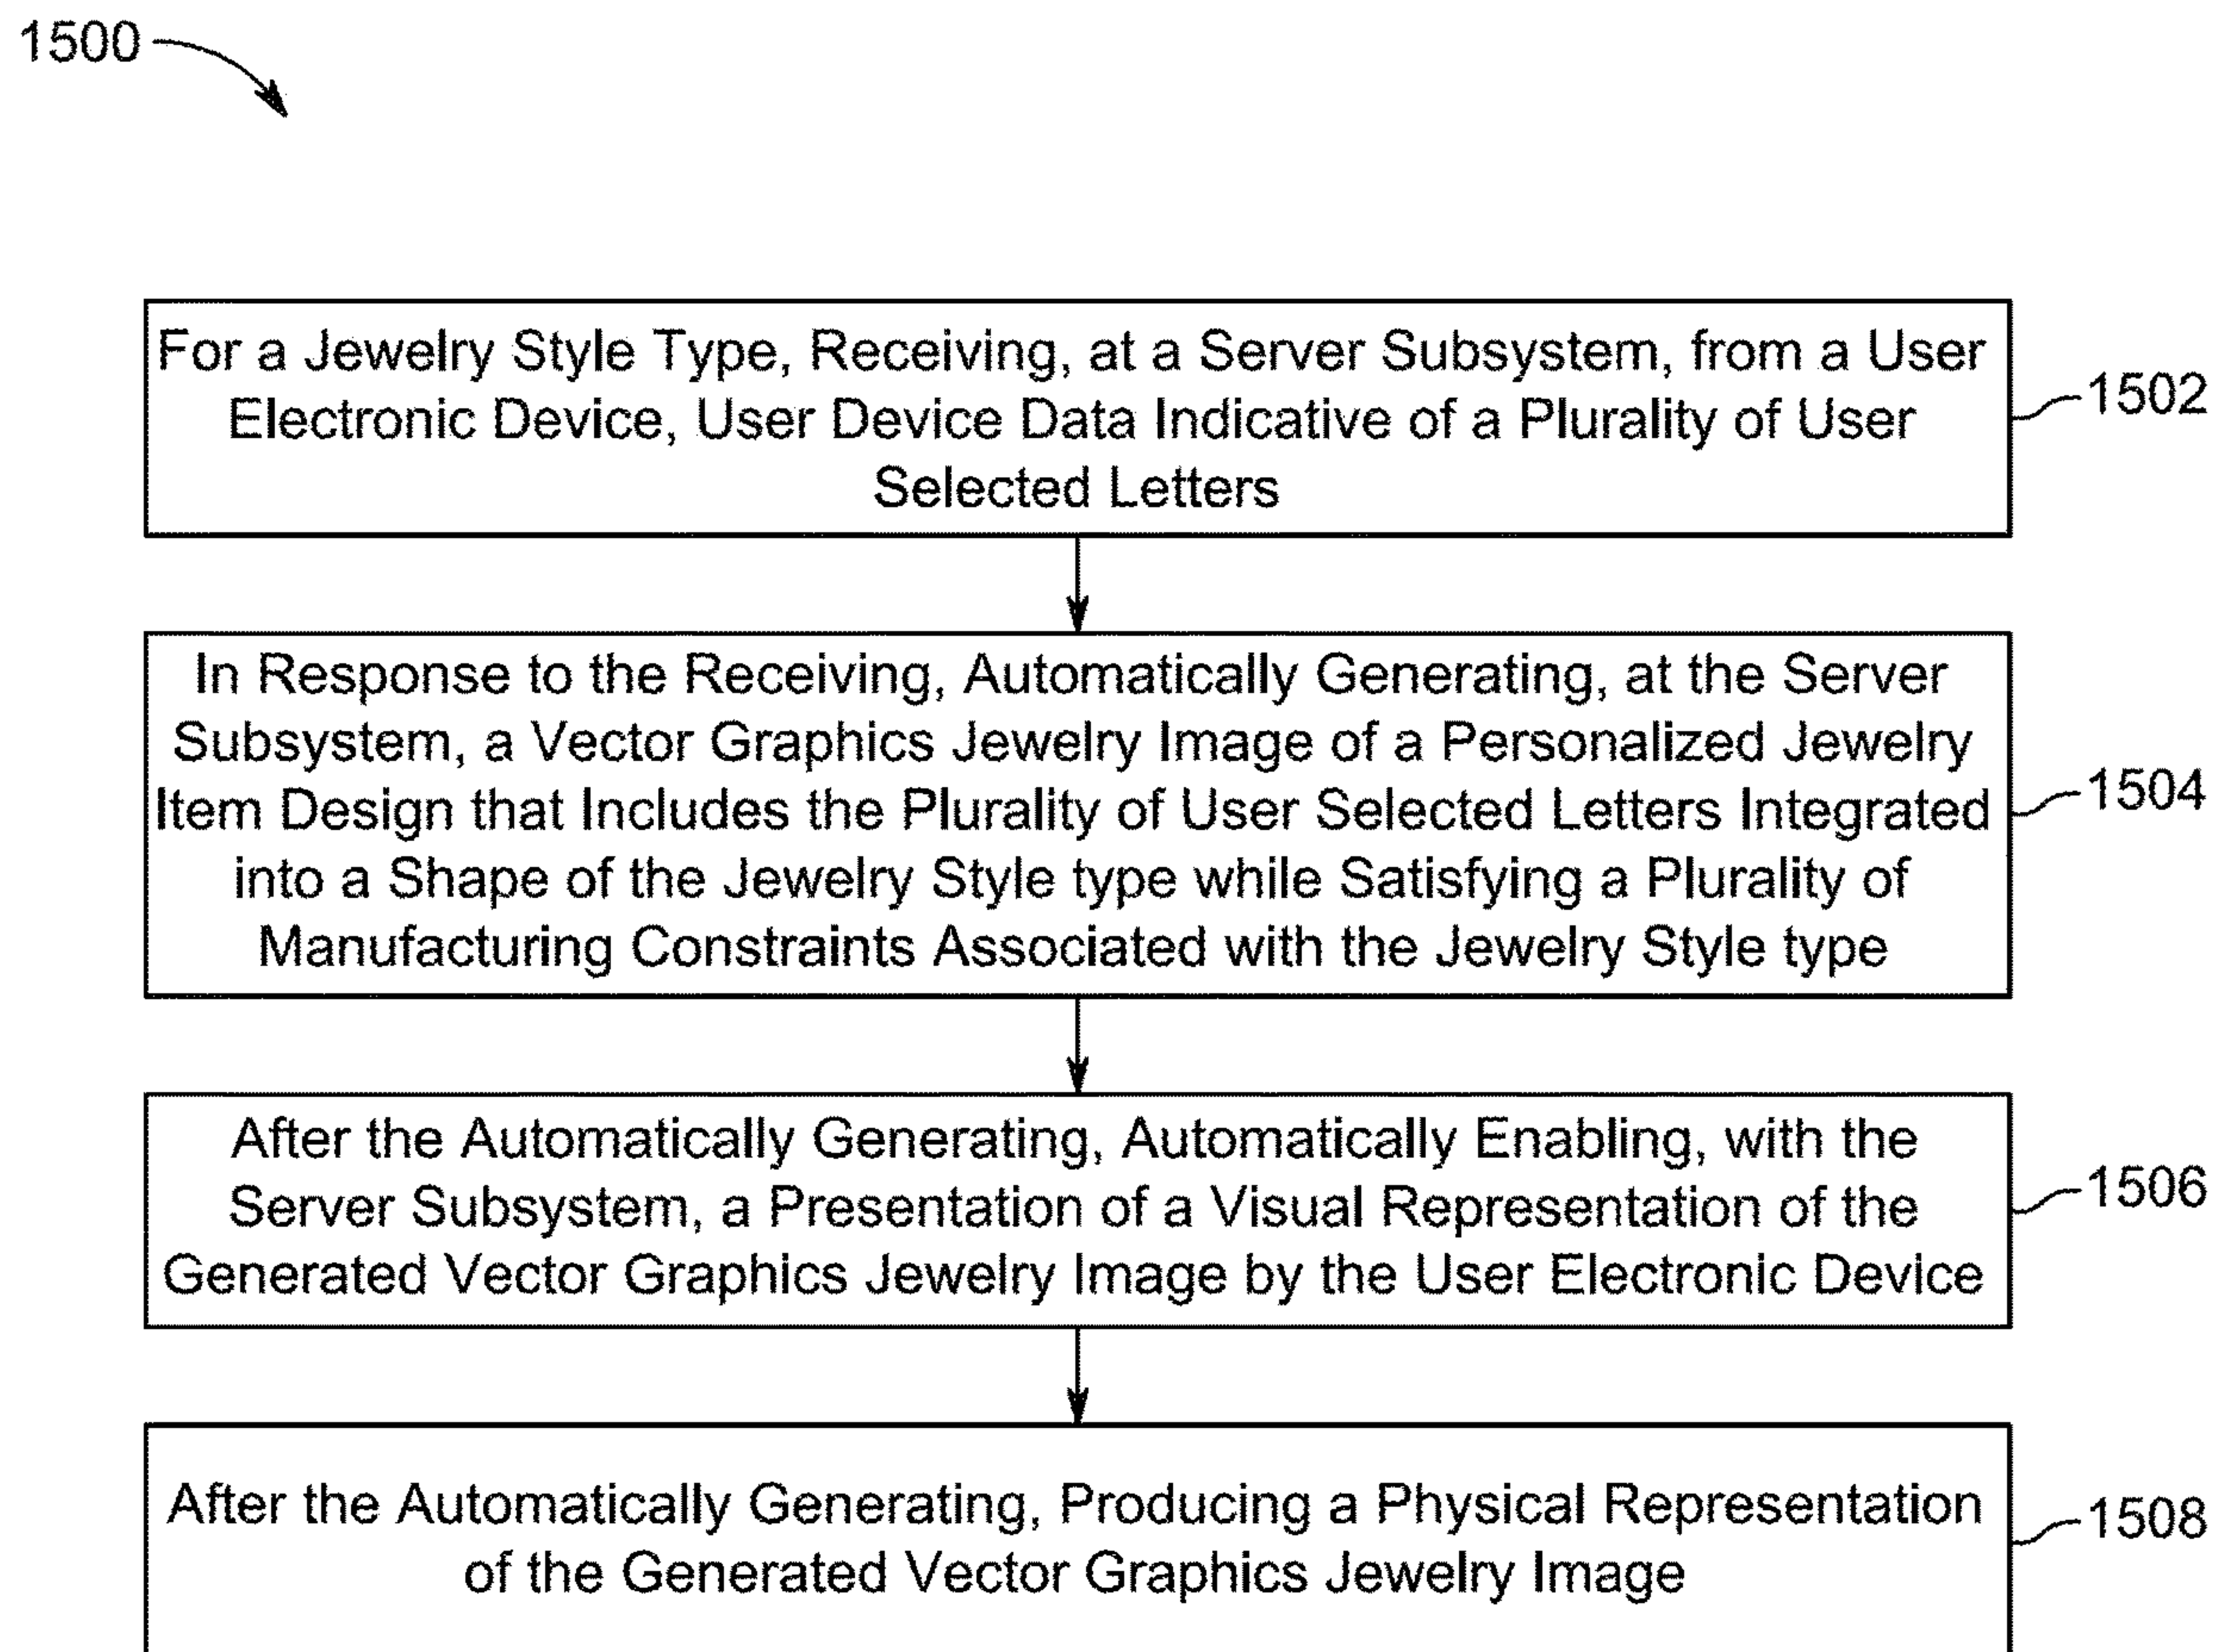 1500
For a Jewelry Style Type, Receiving, at a Server Subsystem, from a User
Electronic Device, User Device Data Indicative of a Plurality of User
Selected Letters
1502
In Response to the Receiving, Automatically Generating, at the Server
Subsystem, a Vector Graphics Jewelry Image of a Personalized Jewelry
Item Design that Includes the Plurality of User Selected Letters Integrated
into a Shape of the Jewelry Style type while Satisfying a Plurality of
Manufacturing Constraints Associated with the Jewelry Style type
1504
After the Automatically Generating, Automatically Enabling, with the
Server Subsystem, a Presentation of a Visual Representation of the
Generated Vector Graphics Jewelry Image by the User Electronic Device
1506
After the Automatically Generating, Producing a Physical Representation
of the Generated Vector Graphics Jewelry Image
1508